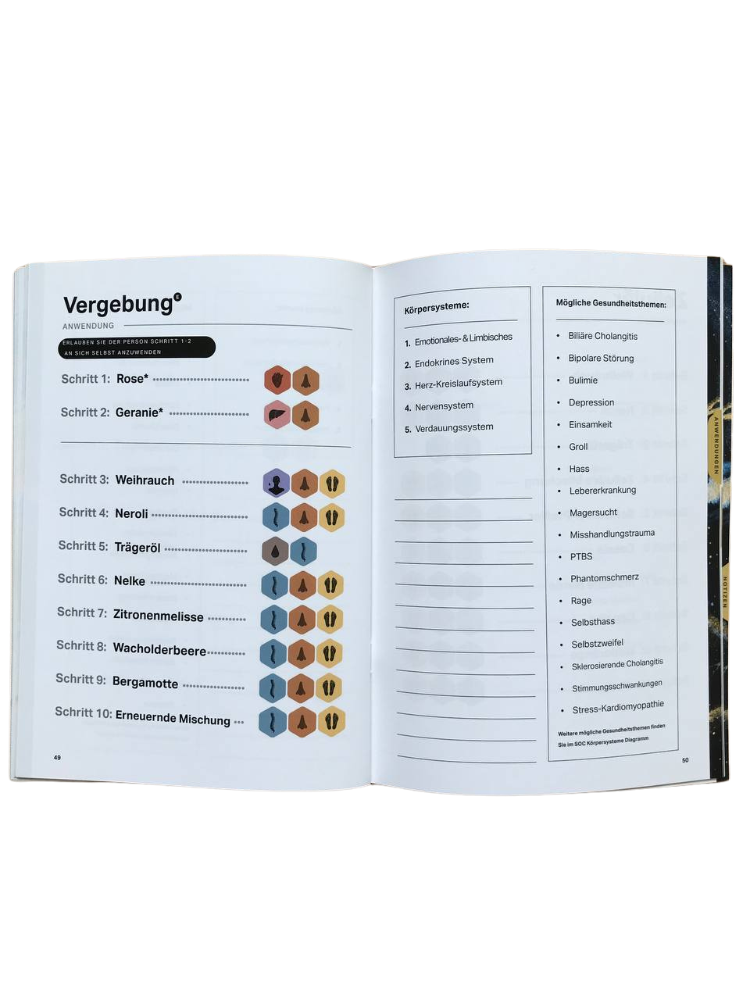 Vergebung E
ANWENDUNG
ERLAUBEN SIE DER PERSON SCHRITT 1-2
AN SICH SELBST ANZUWENDEN
Schritt 1: Rose*
Schritt 2: Geranie*
Schritt 3: Weihrauch
Schritt 4: Neroli
Schritt 5: Trägeröl
Schritt 6: Nelke
Schritt 7: Zitronenmelisse
Schritt 8: Wacholderbeere
Schritt 9: Bergamotte
Schritt 10: Erneuernde Mischung
49
Körpersysteme:
1. Emotionales- & Limbisches
2. Endokrines System
3. Herz-Kreislaufsystem
4. Nervensystem
5. Verdauungssystem
Mögliche Gesundheitsthemen:
• Biliäre Cholangitis
• Bipolare Störung
• Bulimie
• Depression
• Einsamkeit
• Groll
• Hass
• Lebererkrankung
• Magersucht
• Misshandlungstrauma
• PTBS
• Phantomschmerz
• Rage
• Selbsthass
• Selbstzweifel
• Sklerosierende Cholangitis
• Stimmungsschwankungen
• Stress-Kardiomyopathie
Weitere mögliche Gesundheitsthemen finden
Sie im SOC Körpersysteme Diagramm
50
ANWENDUNGEN
NOTIZEN